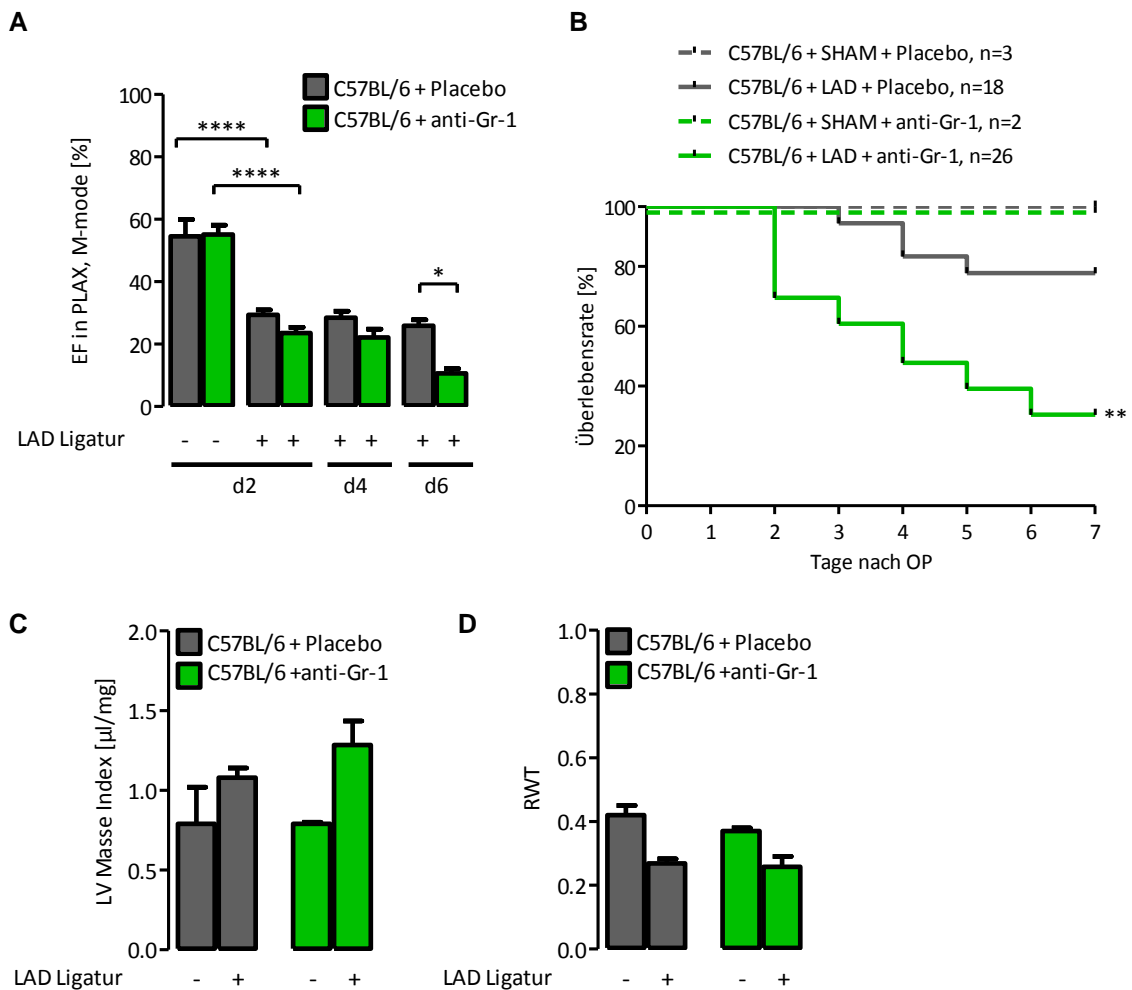 A
C57BL/6 + Placebo
C57BL/6 + anti-Gr-1
EF in PLAX, M-mode [%]
100
80
60
40
20
0
****
****
*
LAD Ligatur - - + + + + + +
d2 d4 d6
B
C57BL/6 + SHAM + Placebo, n=3
C57BL/6 + LAD + Placebo, n=18
C57BL/6 + SHAM + anti-Gr-1, n=2
C57BL/6 + LAD + anti-Gr-1, n=26
Überlebensrate [%]
100
80
60
40
20
0
**
0 1 2 3 4 5 6 7
Tage nach OP
C
C57BL/6 + Placebo
C57BL/6 +anti-Gr-1
LV Masse Index [µl/mg]
2.0
1.5
1.0
0.5
0.0
LAD Ligatur - + - +
D
C57BL/6 + Placebo
C57BL/6 +anti-Gr-1
RWT
1.0
0.8
0.6
0.4
0.2
0.0
LAD Ligatur - + - +